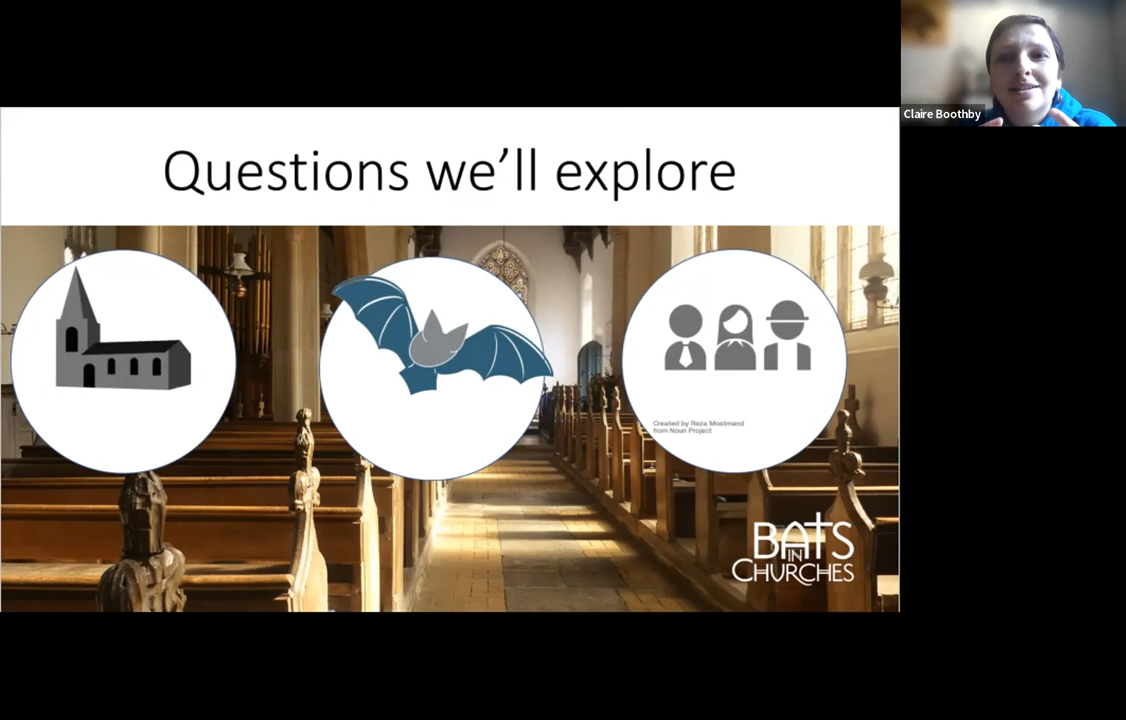 Claire Boothby
Questions we'll explore
Created by Reza Mostmand
from Noun Project
BATS
IN
CHURCHES